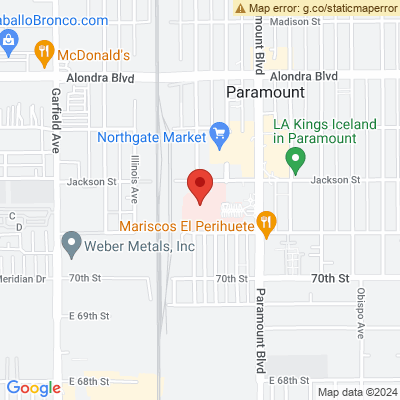 Map error: g.co/staticmaperror
aballoBronco.com
Madison St
McDonald's
Alondra Blvd
Alondra Blvd
Paramount Blvd
Paramount
Garfield Ave
Northgate Market
LA Kings Iceland
in Paramount
Illinois Ave
Jackson St
Jackson St
C
D
Mariscos El Perihuete
Weber Metals, Inc
Meridian Dr
70th St
70th St
70th St
Paramount Blvd
Obispo Ave
E 69th St
E 68th St
E 68th St
Google
Map data ©2024